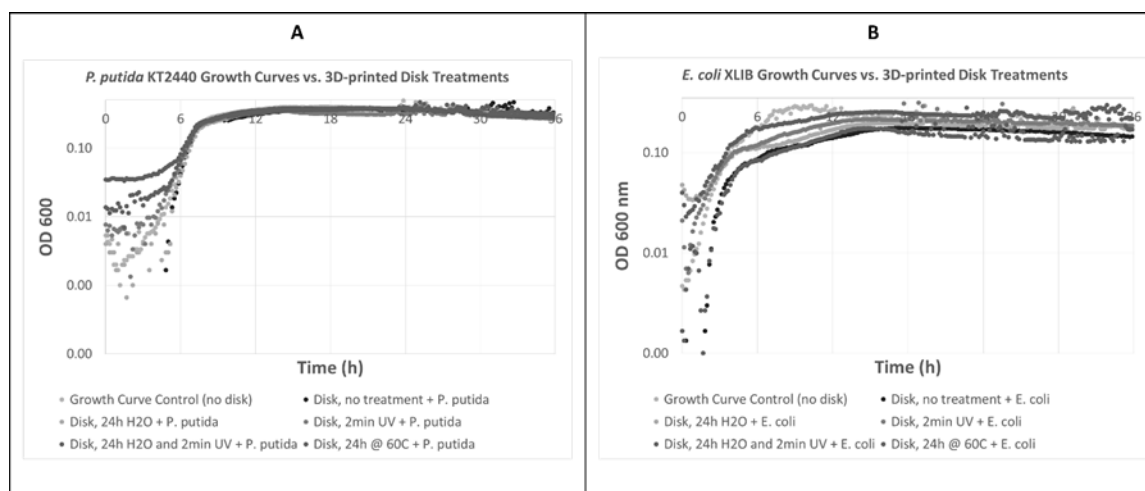 A
P. putida KT2440 Growth Curves vs. 3D-printed Disk Treatments
0 6 12 18 24 30 36
0.10
0.01
0.00
0.00
OD 600
Time (h)
Growth Curve Control (no disk)
Disk, no treatment + P. putida
Disk, 24h H2O + P. putida
Disk, 2min UV + P. putida
Disk, 24h H2O and 2min UV + P. putida
Disk, 24h @ 60C + P. putida
B
E. coli XLIB Growth Curves vs. 3D-printed Disk Treatments
0 6 12 18 24 30 36
0.10
0.01
0.00
OD 600 nm
Time (h)
Growth Curve Control (no disk)
Disk, no treatment + E. coli
Disk, 24h H2O + E. coli
Disk, 2min UV + E. coli
Disk, 24h H2O and 2min UV + E. coli
Disk, 24h @ 60C + E. coli